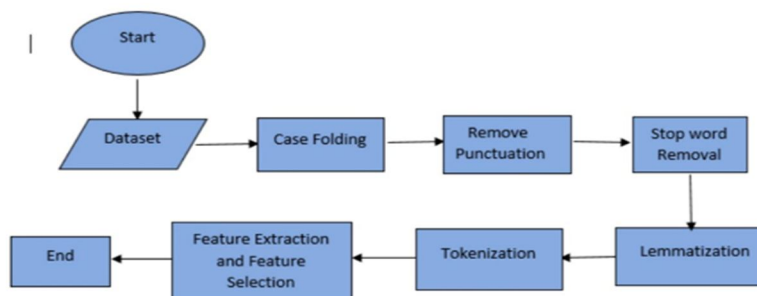 Start
Dataset
Case Folding
Remove
Punctuation
Stop word
Removal
Lemmatization
Tokenization
Feature Extraction
and Feature
Selection
End